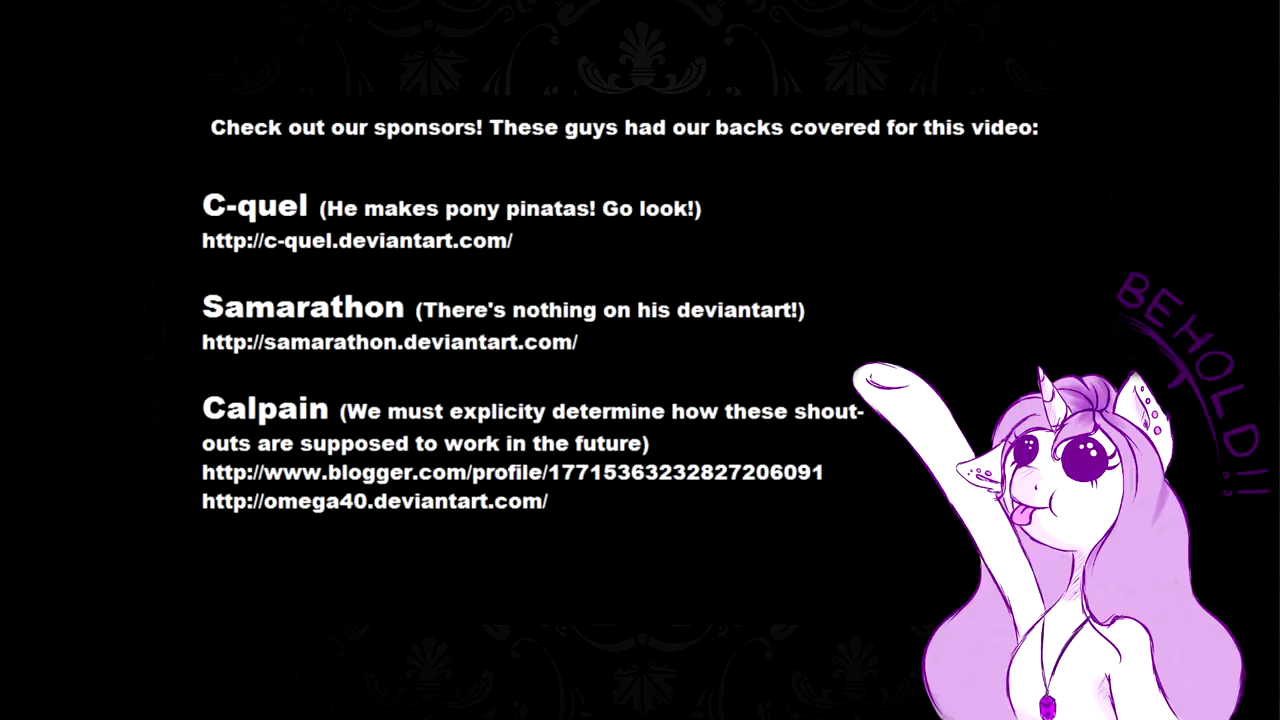 Check out our sponsors! These guys had our backs covered for this video:
C-quel (He makes pony pinatas! Go look!)
http://c-quel.deviantart.com/
Samarathon (There's nothing on his deviantart!)
http://samarathon.deviantart.com/
Calpain (We must explicity determine how these shout-
outs are supposed to work in the future)
http://www.blogger.com/profile/17715363232827206091
http://omega40.deviantart.com/
BEHOLD!!